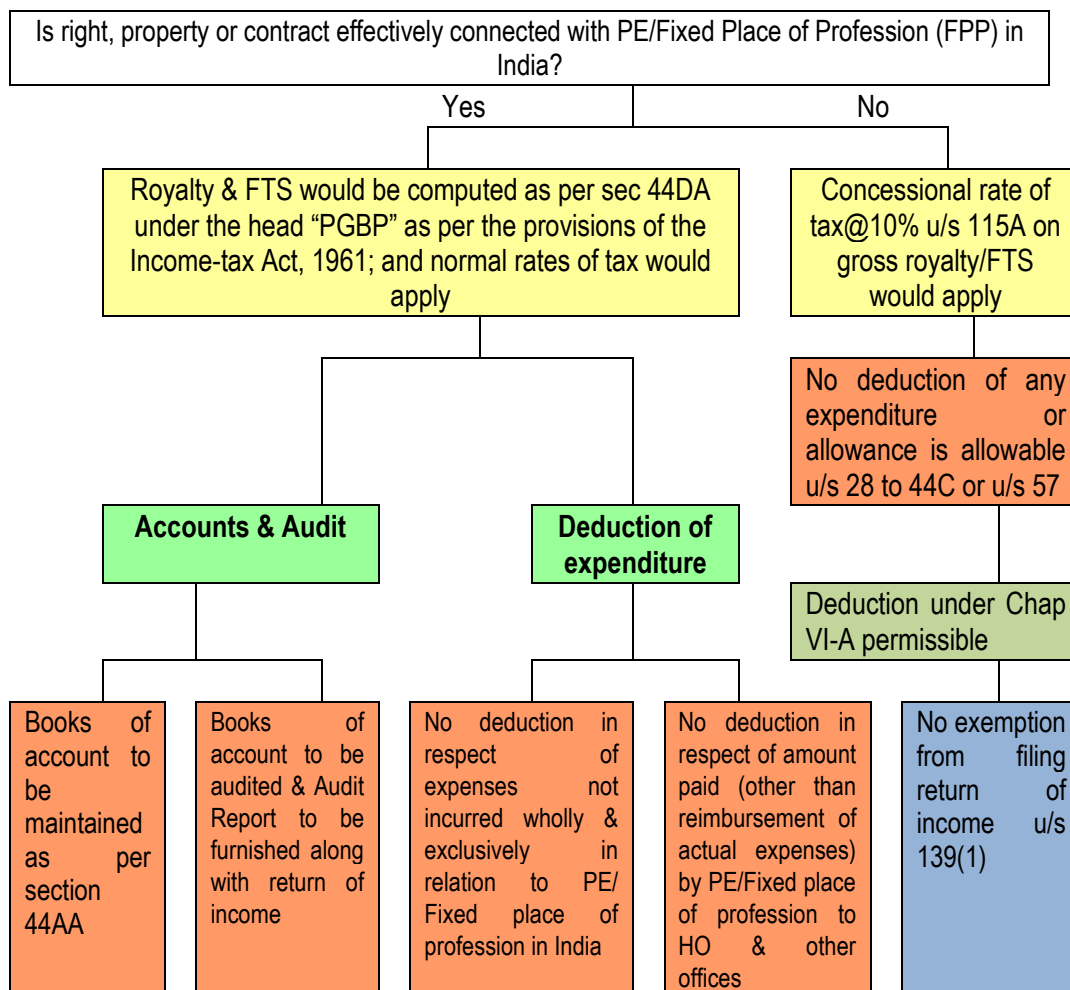 Is right, property or contract effectively connected with PE/Fixed Place of Profession (FPP) in
India?
Yes
No
Royalty & FTS would be computed as per sec 44DA
under the head “PGBP” as per the provisions of the
Income-tax Act, 1961; and normal rates of tax would
apply
Concessional rate of
tax@10% u/s 115A on
gross royalty/FTS
would apply
No deduction of any
expenditure or
allowance is allowable
u/s 28 to 44C or u/s 57
Accounts & Audit
Deduction of
expenditure
Deduction under Chap
VI-A permissible
Books of
account to
be
maintained
as per
section
44AA
Books of
account to be
audited & Audit
Report to be
furnished along
with return of
income
No deduction in
respect of
expenses not
incurred wholly &
exclusively in
relation to PE/
Fixed place of
profession in India
No deduction in
respect of amount
paid (other than
reimbursement of
actual expenses)
by PE/Fixed place
of profession to
HO & other
offices
No exemption
from filing
return of
income u/s
139(1)